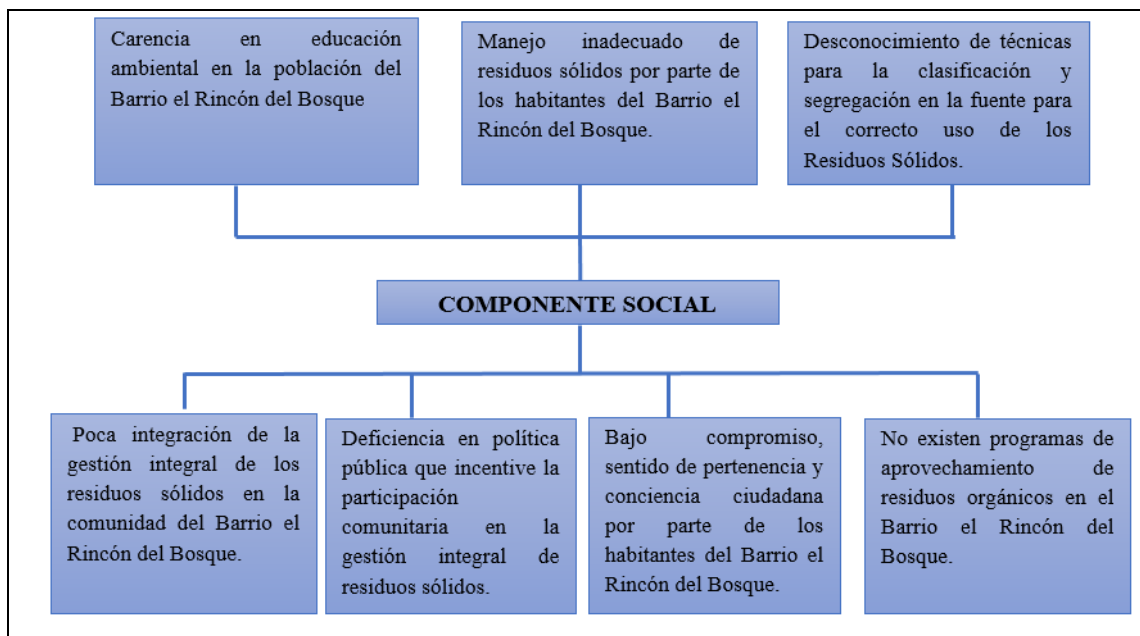 Carencia en educación
ambiental en la población del
Barrio el Rincón del Bosque
Manejo inadecuado de
residuos sólidos por parte de
los habitantes del Barrio el
Rincón del Bosque.
Desconocimiento de técnicas
para la clasificación y
segregación en la fuente para
el correcto uso de los
Residuos Sólidos.
COMPONENTE SOCIAL
Poca integración de la
gestión integral de los
residuos sólidos en la
comunidad del Barrio el
Rincón del Bosque.
Deficiencia en política
pública que incentive la
participación
comunitaria en la
gestión integral de
residuos sólidos.
Bajo compromiso,
sentido de pertenencia y
conciencia ciudadana
por parte de los
habitantes del Barrio el
Rincón del Bosque.
No existen programas de
aprovechamiento de
residuos orgánicos en el
Barrio el Rincón del
Bosque.